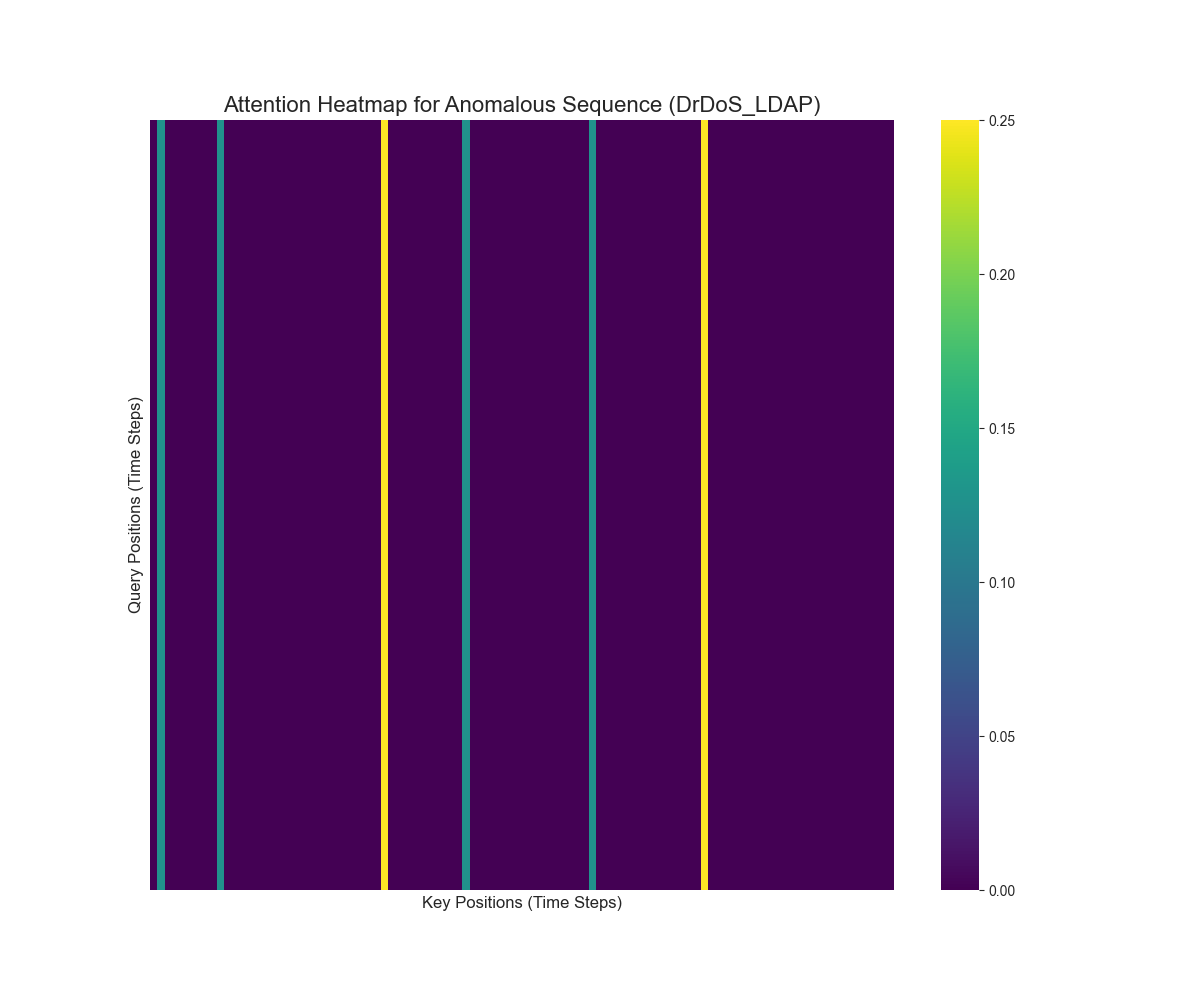 Attention Heatmap for Anomalous Sequence (DrDoS_LDAP)
Query Positions (Time Steps)
Key Positions (Time Steps)
0.25
0.20
0.15
0.10
0.05
0.00